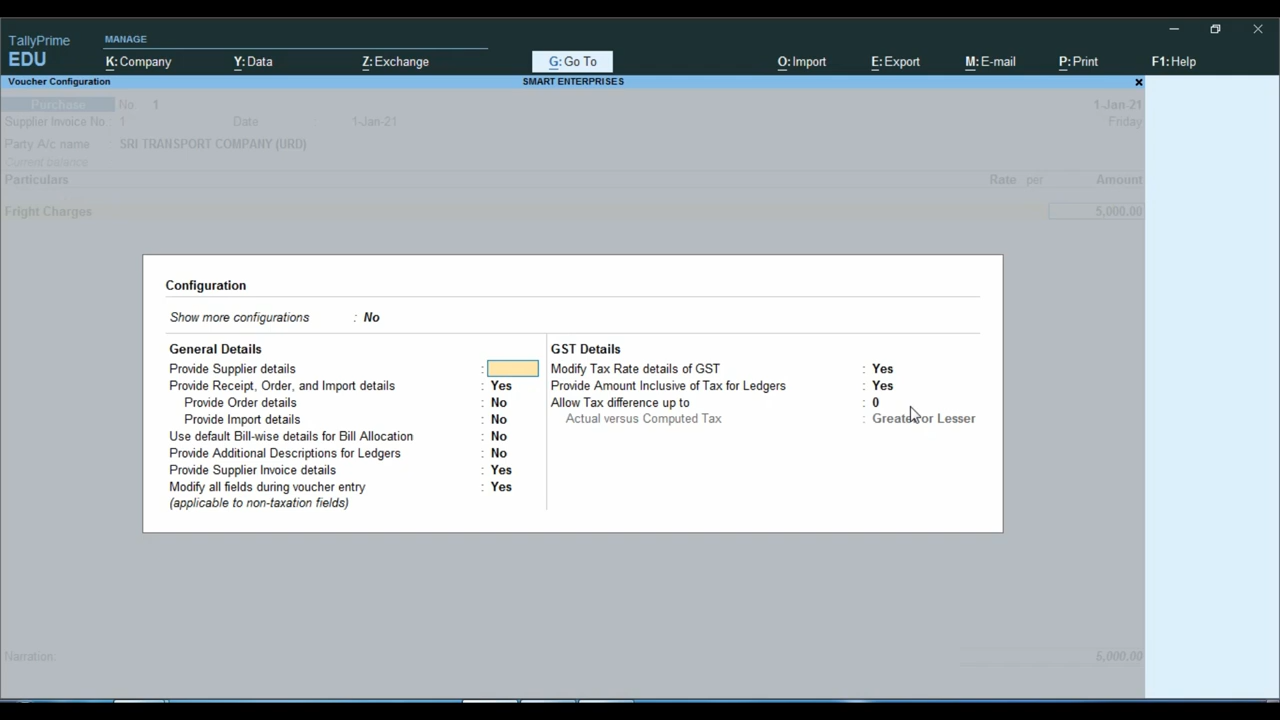 TallyPrime
EDU
MANAGE
K: Company
Y: Data
Z: Exchange
G: Go To
O: Import
E: Export
M: E-mail
P: Print
F1: Help
Voucher Configuration
SMART ENTERPRISES
Purchase No. 1
1-Jan-21
Supplier Invoice No : 1 Date : 1-Jan-21
Friday
Party A/c name : SRI TRANSPORT COMPANY (URD)
Current balance
Particulars
Rate per
Amount
Fright Charges
5,000.00
Configuration
Show more configurations : No
General Details
Provide Supplier details :
Provide Receipt, Order, and Import details : Yes
Provide Order details : No
Provide Import details : No
Use default Bill-wise details for Bill Allocation : No
Provide Additional Descriptions for Ledgers : No
Provide Supplier Invoice details : Yes
Modify all fields during voucher entry : Yes
(applicable to non-taxation fields)
GST Details
Modify Tax Rate details of GST : Yes
Provide Amount Inclusive of Tax for Ledgers : Yes
Allow Tax difference up to : 0
Actual versus Computed Tax : Greater or Lesser
Narration:
5,000.00